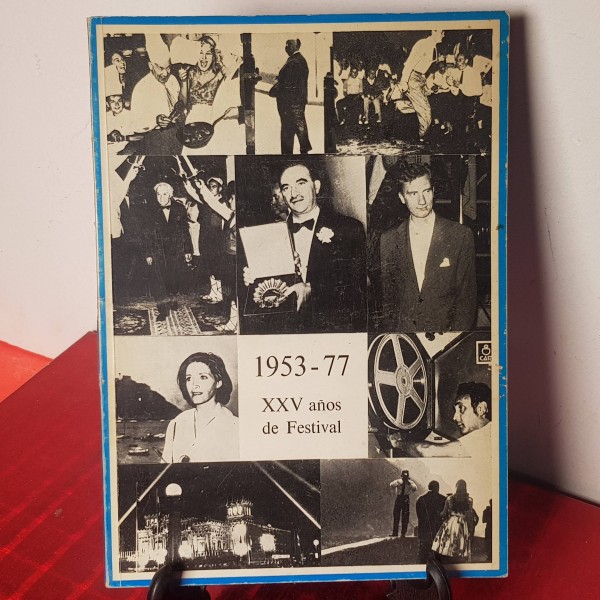 1953-77
XXV años
de Festival